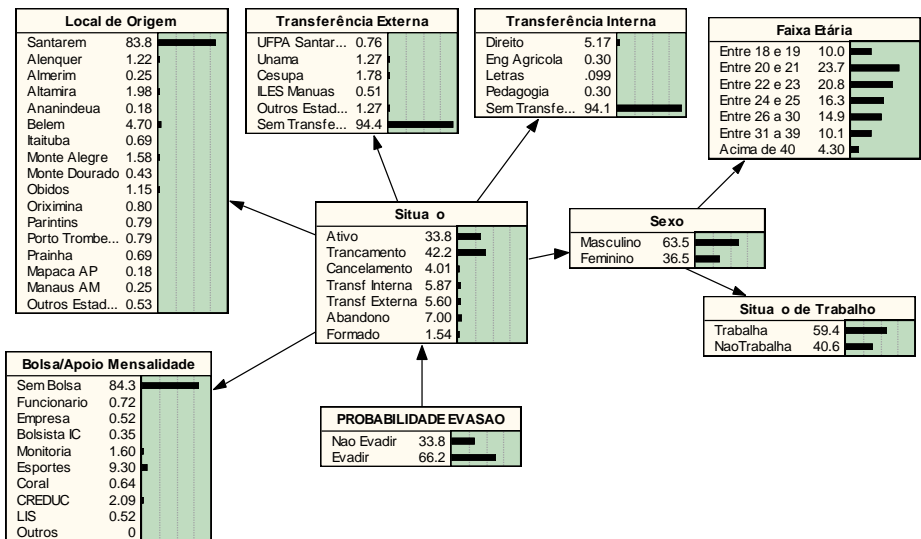 Local de Origem
Santarem 83.8
Alenquer 1.22
Almerim 0.25
Altamira 1.98
Ananindeua 0.18
Belem 4.70
Itaituba 0.69
Monte Alegre 1.58
Monte Dourado 0.43
Obidos 1.15
Oriximina 0.80
Parintins 0.79
Porto Trombe... 0.79
Prainha 0.69
Mapaca AP 0.18
Manaus AM 0.25
Outros Estad... 0.53
Transferência Externa
UFPA Santar... 0.76
Unama 1.27
Cesupa 1.78
ILES Manuas 0.51
Outros Estad... 1.27
Sem Transfe... 94.4
Transferência Interna
Direito 5.17
Eng Agricola 0.30
Letras .099
Pedagogia 0.30
Sem Transfe... 94.1
Faixa Etária
Entre 18 e 19 10.0
Entre 20 e 21 23.7
Entre 22 e 23 20.8
Entre 24 e 25 16.3
Entre 26 a 30 14.9
Entre 31 a 39 10.1
Acima de 40 4.30
Situa o
Ativo 33.8
Trancamento 42.2
Cancelamento 4.01
Transf Interna 5.87
Transf Externa 5.60
Abandono 7.00
Formado 1.54
Sexo
Masculino 63.5
Feminino 36.5
Situa o de Trabalho
Trabalha 59.4
NaoTrabalha 40.6
Bolsa/Apoio Mensalidade
Sem Bolsa 84.3
Funcionario 0.72
Empresa 0.52
Bolsista IC 0.35
Monitoria 1.60
Esportes 9.30
Coral 0.64
CREDUC 2.09
LIS 0.52
Outros 0
PROBABILIDADE EVASAO
Nao Evadir 33.8
Evadir 66.2